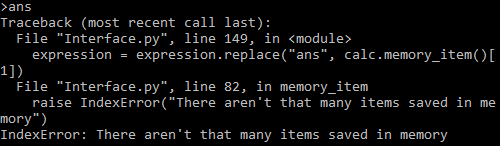 >ans
Traceback (most recent call last):
  File "Interface.py", line 149, in <module>
    expression = expression.replace("ans", calc.memory_item()[
1])
  File "Interface.py", line 82, in memory_item
    raise IndexError("There aren't that many items saved in me
mory")
IndexError: There aren't that many items saved in memory